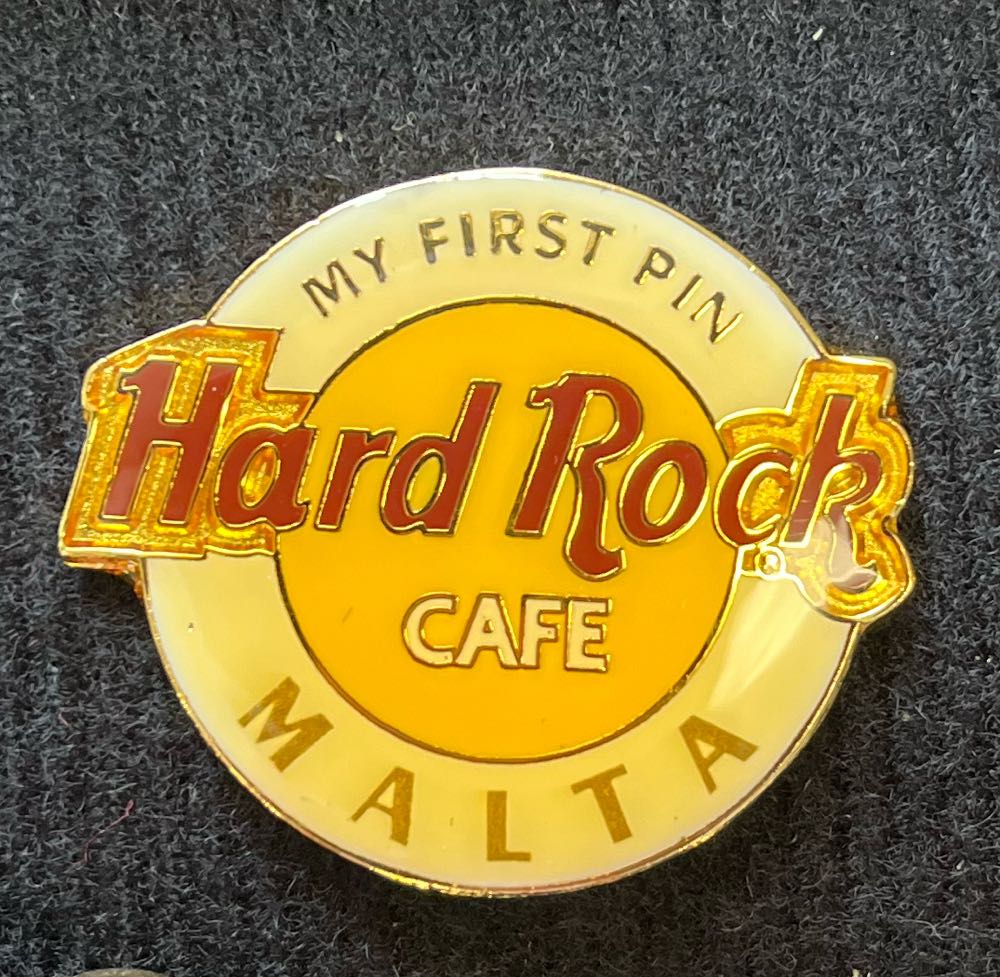 MY FIRST PIN
Hard Rock
®
CAFE
MALTA